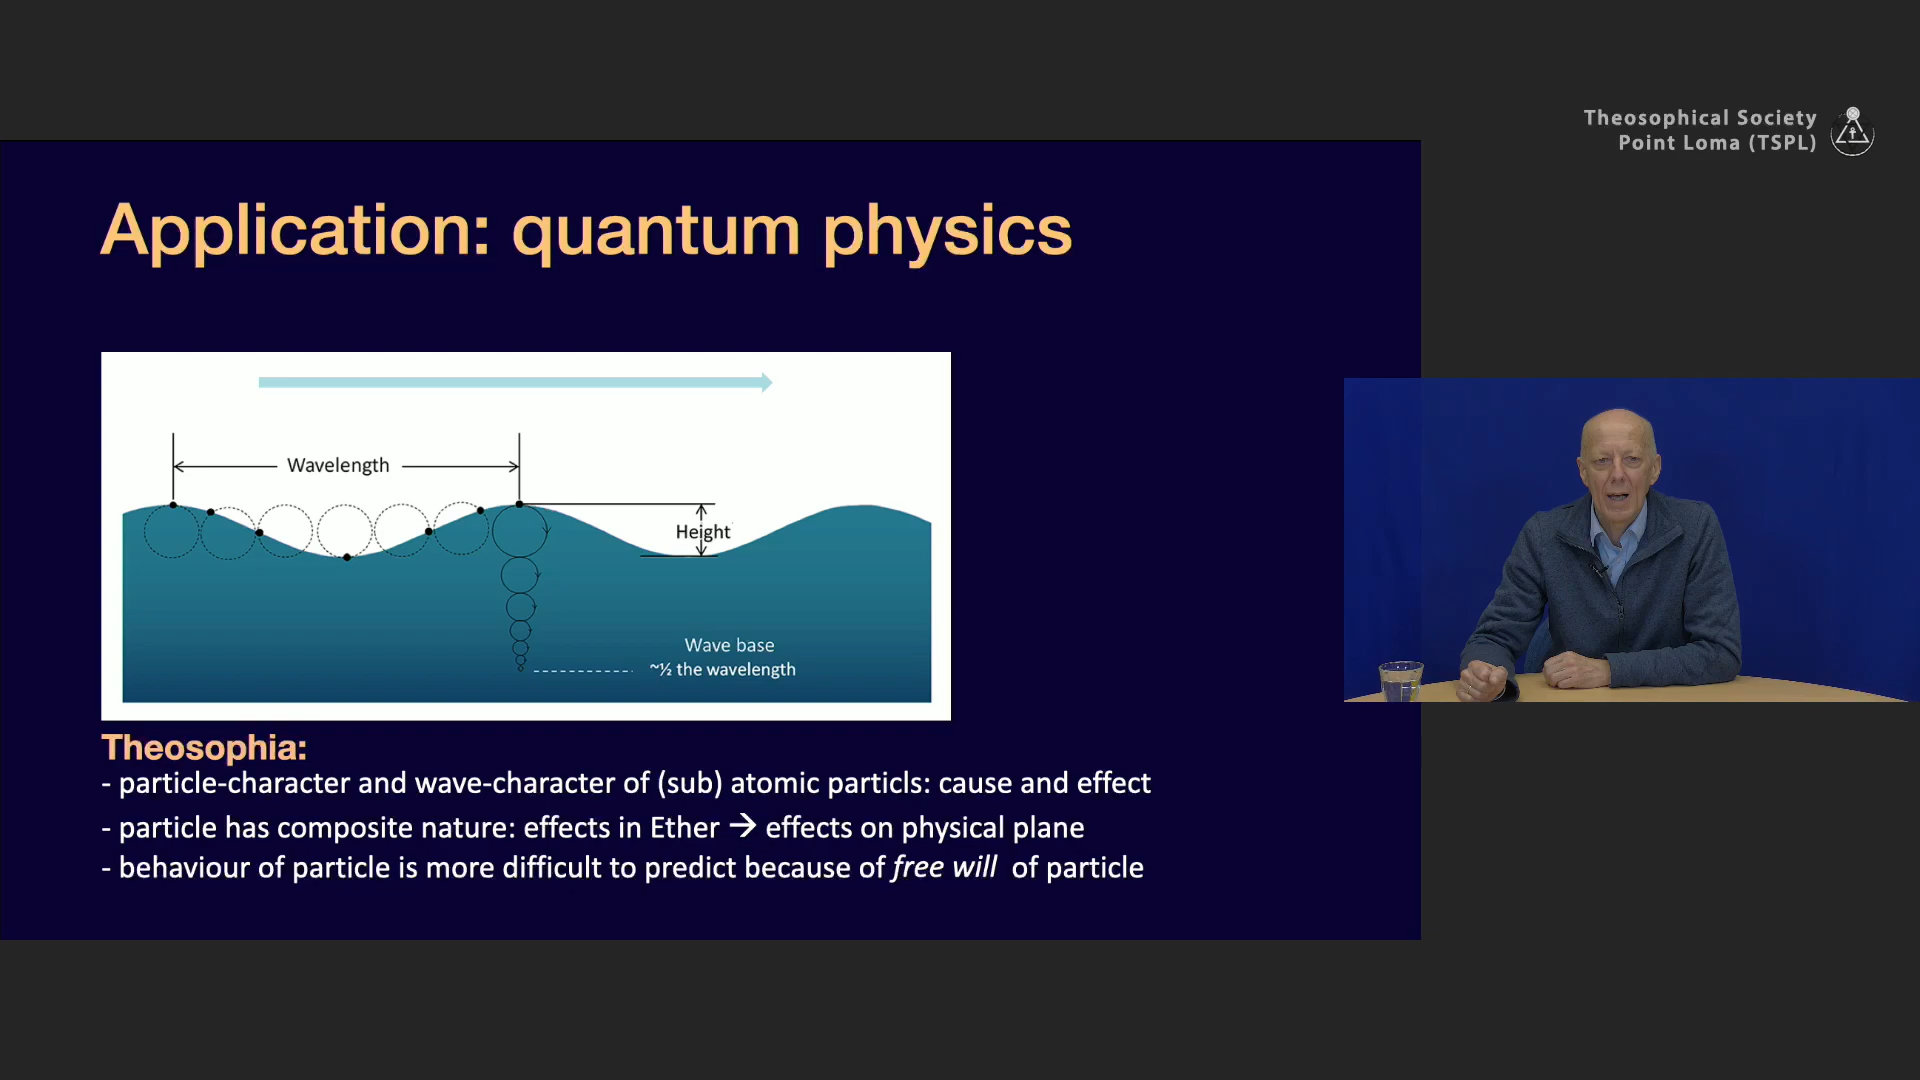 Theosophical Society
Point Loma (TSPL)
Application: quantum physics
Wavelength
Height
Wave base
~½ the wavelength
Theosophia:
- particle-character and wave-character of (sub) atomic particls: cause and effect
- particle has composite nature: effects in Ether → effects on physical plane
- behaviour of particle is more difficult to predict because of free will of particle